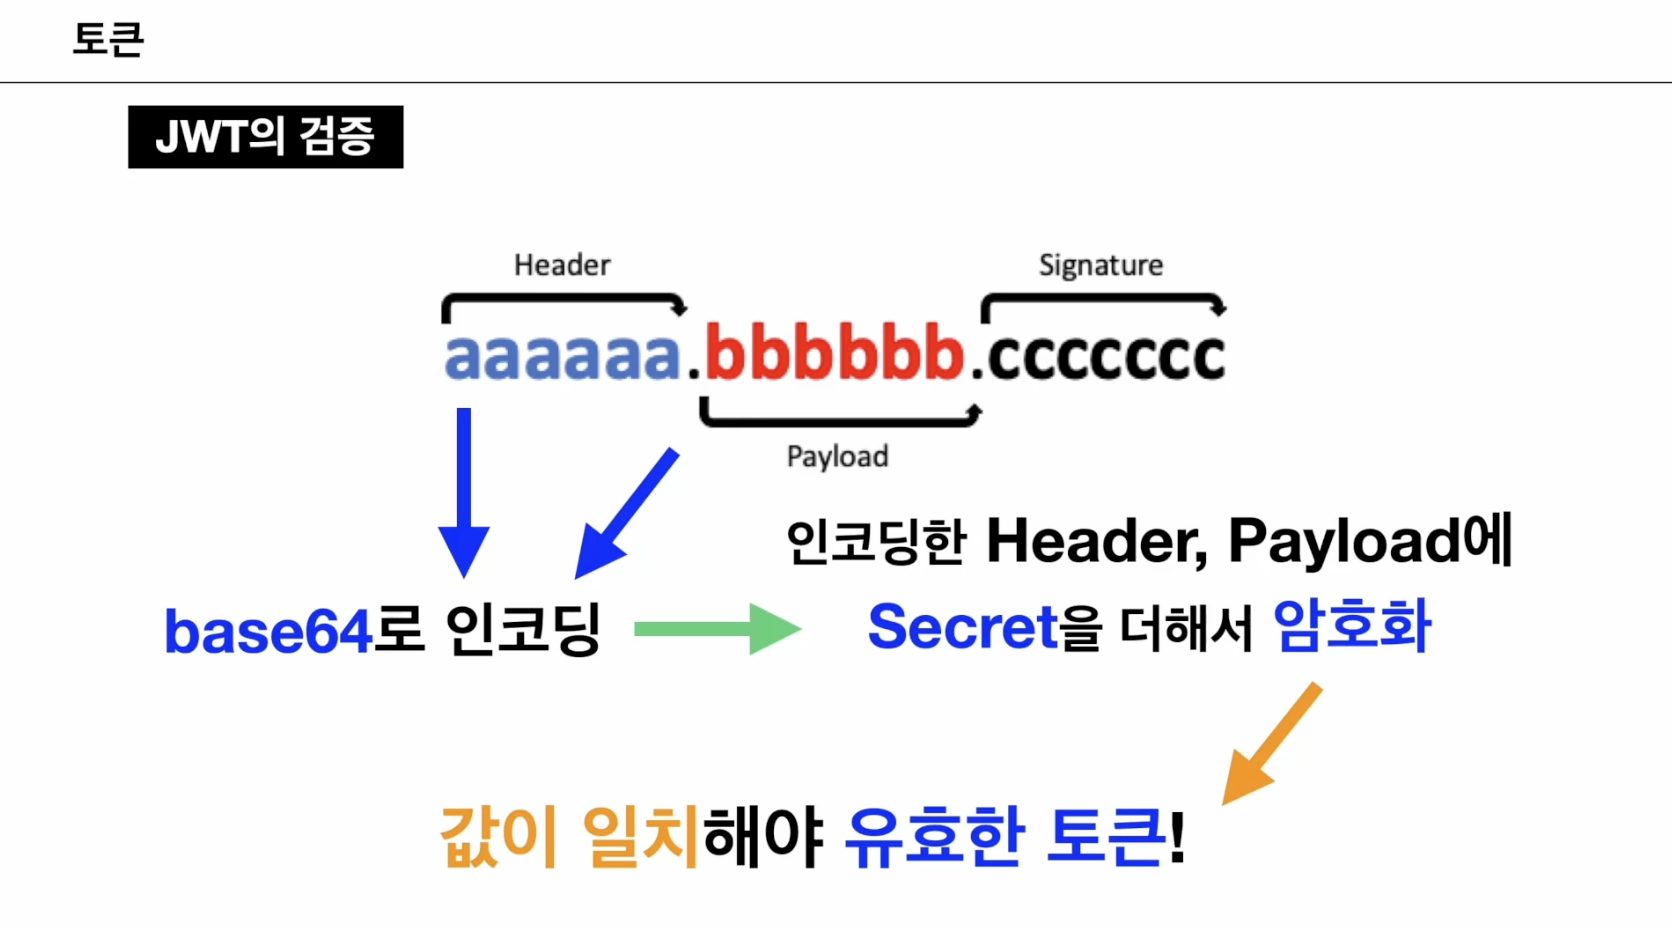 토큰
JWT의 검증
Header
Signature
aaaaaa.bbbbbb.ccccccc
Payload
인코딩한 Header, Payload에
base64로 인코딩
Secret을 더해서 암호화
값이 일치해야 유효한 토큰!